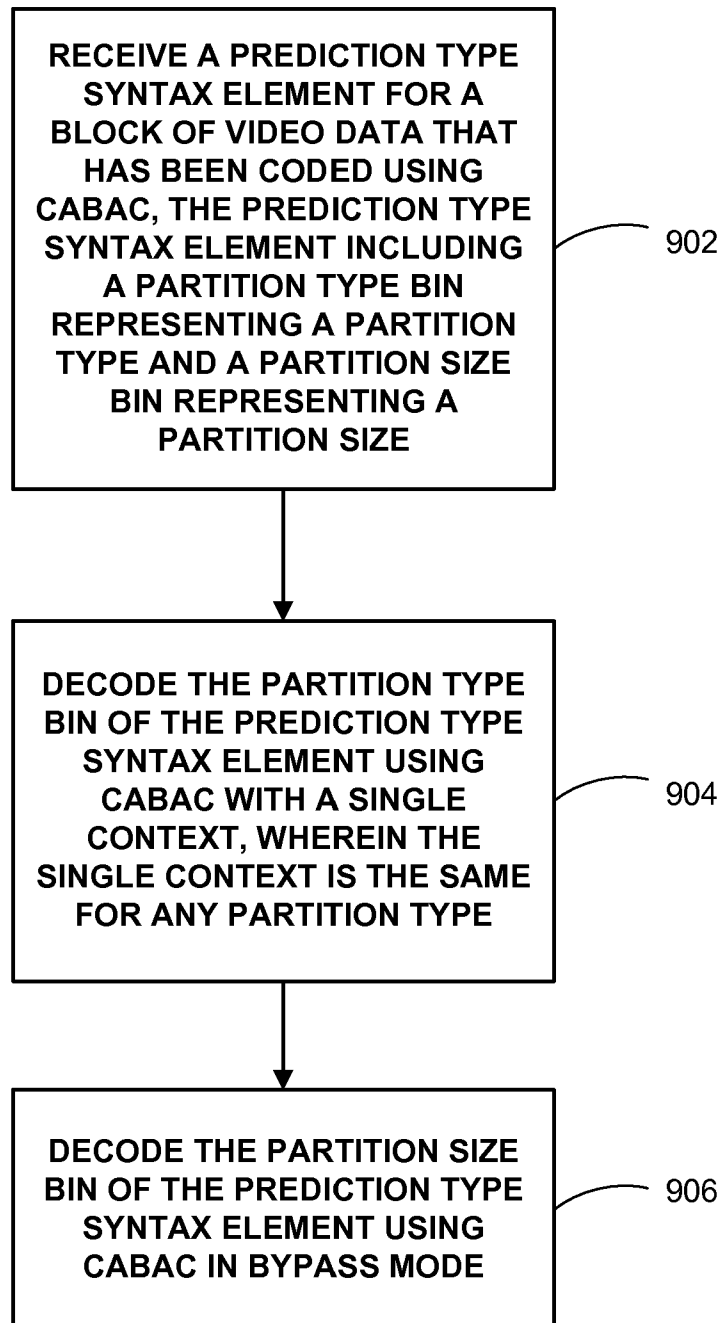 RECEIVE A PREDICTION TYPE
SYNTAX ELEMENT FOR A
BLOCK OF VIDEO DATA THAT
HAS BEEN CODED USING
CABAC, THE PREDICTION TYPE
SYNTAX ELEMENT INCLUDING
A PARTITION TYPE BIN
REPRESENTING A PARTITION
TYPE AND A PARTITION SIZE
BIN REPRESENTING A
PARTITION SIZE
902
DECODE THE PARTITION TYPE
BIN OF THE PREDICTION TYPE
SYNTAX ELEMENT USING
CABAC WITH A SINGLE
CONTEXT, WHEREIN THE
SINGLE CONTEXT IS THE SAME
FOR ANY PARTITION TYPE
904
DECODE THE PARTITION SIZE
BIN OF THE PREDICTION TYPE
SYNTAX ELEMENT USING
CABAC IN BYPASS MODE
906